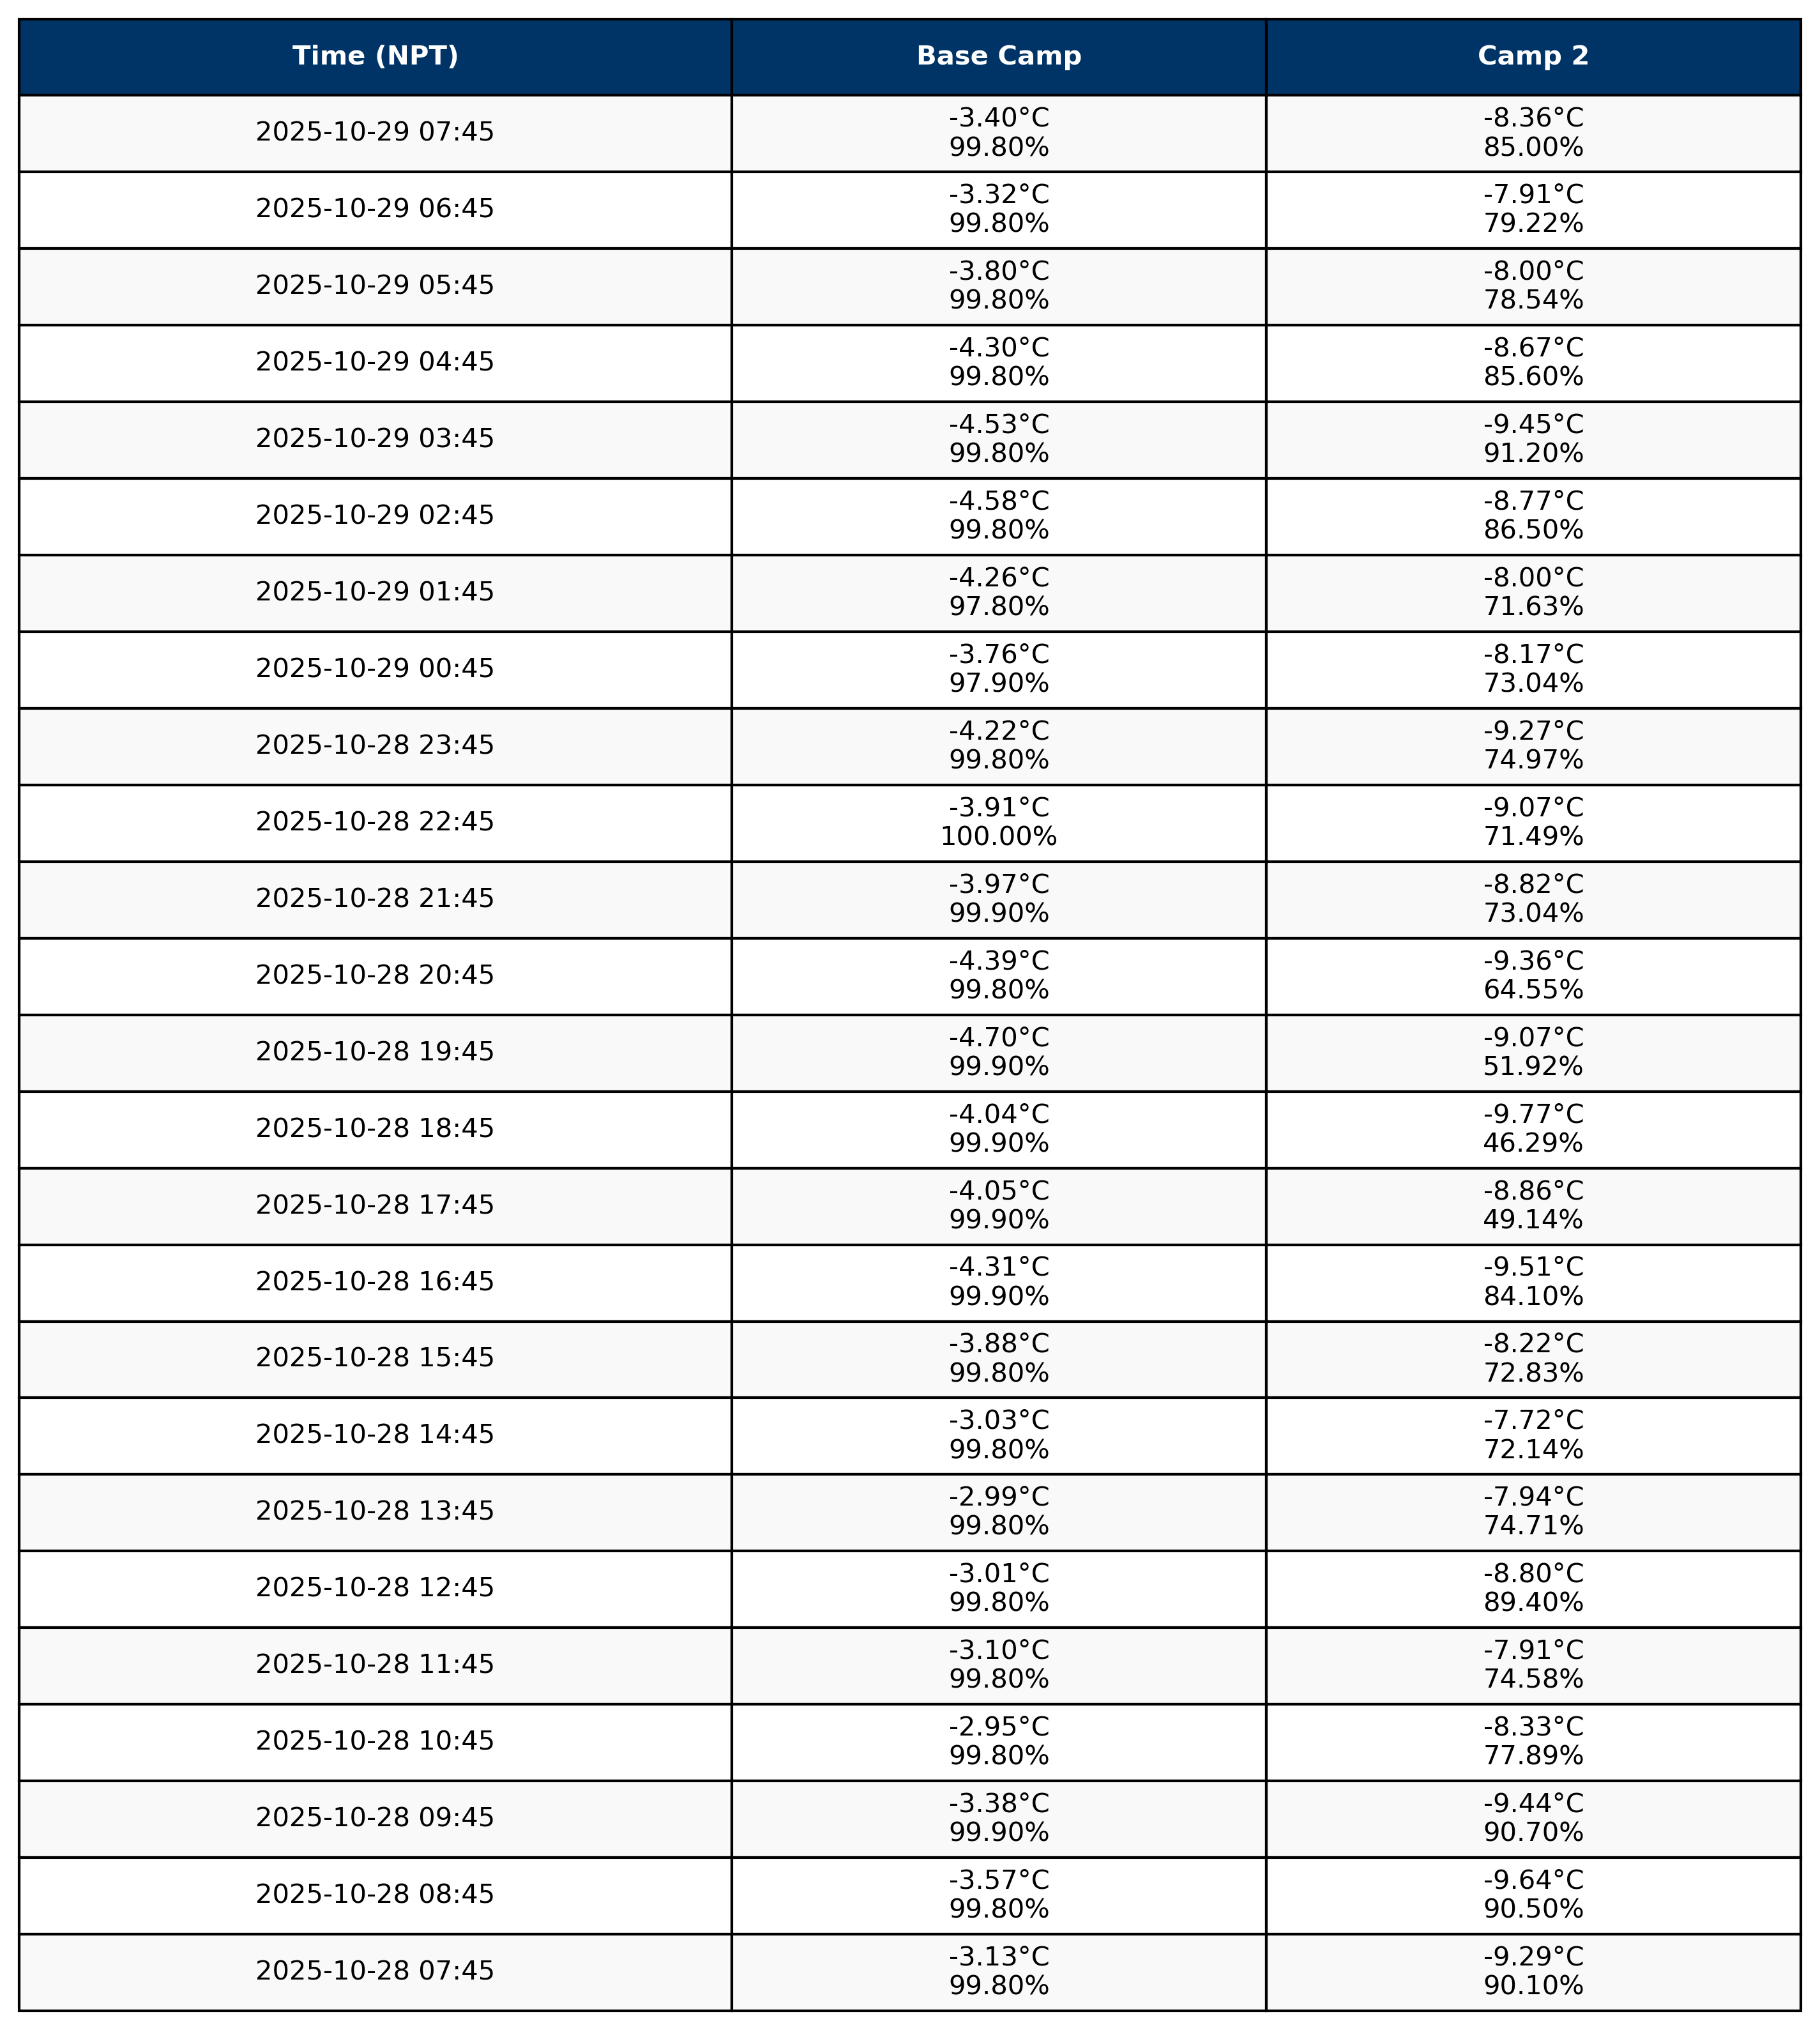 Time (NPT) Base Camp Camp 2
2025-10-29 07:45 -3.40°C -8.36°C
99.80% 85.00%
2025-10-29 06:45 -3.32°C -7.91°C
99.80% 79.22%
2025-10-29 05:45 -3.80°C -8.00°C
99.80% 78.54%
2025-10-29 04:45 -4.30°C -8.67°C
99.80% 85.60%
2025-10-29 03:45 -4.53°C -9.45°C
99.80% 91.20%
2025-10-29 02:45 -4.58°C -8.77°C
99.80% 86.50%
2025-10-29 01:45 -4.26°C -8.00°C
97.80% 71.63%
2025-10-29 00:45 -3.76°C -8.17°C
97.90% 73.04%
2025-10-28 23:45 -4.22°C -9.27°C
99.80% 74.97%
2025-10-28 22:45 -3.91°C -9.07°C
100.00% 71.49%
2025-10-28 21:45 -3.97°C -8.82°C
99.90% 73.04%
2025-10-28 20:45 -4.39°C -9.36°C
99.80% 64.55%
2025-10-28 19:45 -4.70°C -9.07°C
99.90% 51.92%
2025-10-28 18:45 -4.04°C -9.77°C
99.90% 46.29%
2025-10-28 17:45 -4.05°C -8.86°C
99.90% 49.14%
2025-10-28 16:45 -4.31°C -9.51°C
99.90% 84.10%
2025-10-28 15:45 -3.88°C -8.22°C
99.80% 72.83%
2025-10-28 14:45 -3.03°C -7.72°C
99.80% 72.14%
2025-10-28 13:45 -2.99°C -7.94°C
99.80% 74.71%
2025-10-28 12:45 -3.01°C -8.80°C
99.80% 89.40%
2025-10-28 11:45 -3.10°C -7.91°C
99.80% 74.58%
2025-10-28 10:45 -2.95°C -8.33°C
99.80% 77.89%
2025-10-28 09:45 -3.38°C -9.44°C
99.90% 90.70%
2025-10-28 08:45 -3.57°C -9.64°C
99.80% 90.50%
2025-10-28 07:45 -3.13°C -9.29°C
99.80% 90.10%